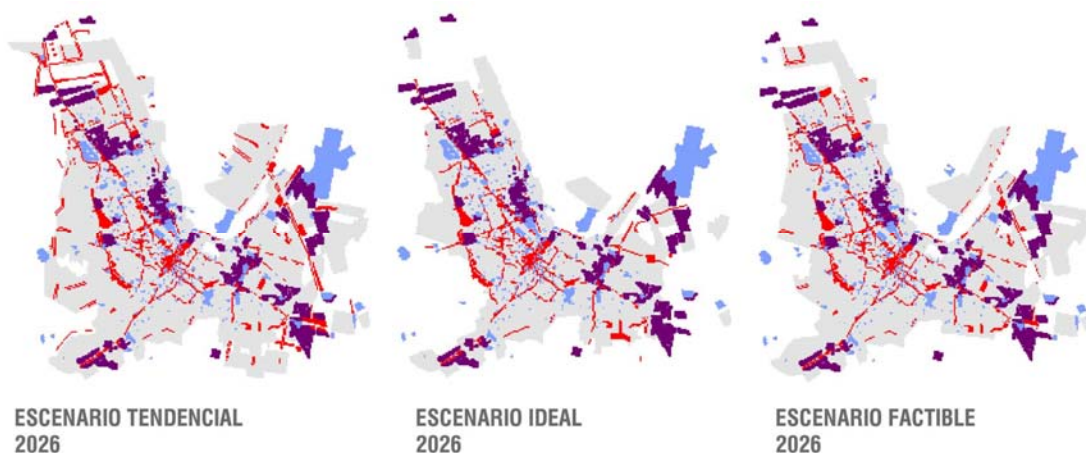 ESCENARIO TENDENCIAL
2026
ESCENARIO IDEAL
2026
ESCENARIO FACTIBLE
2026